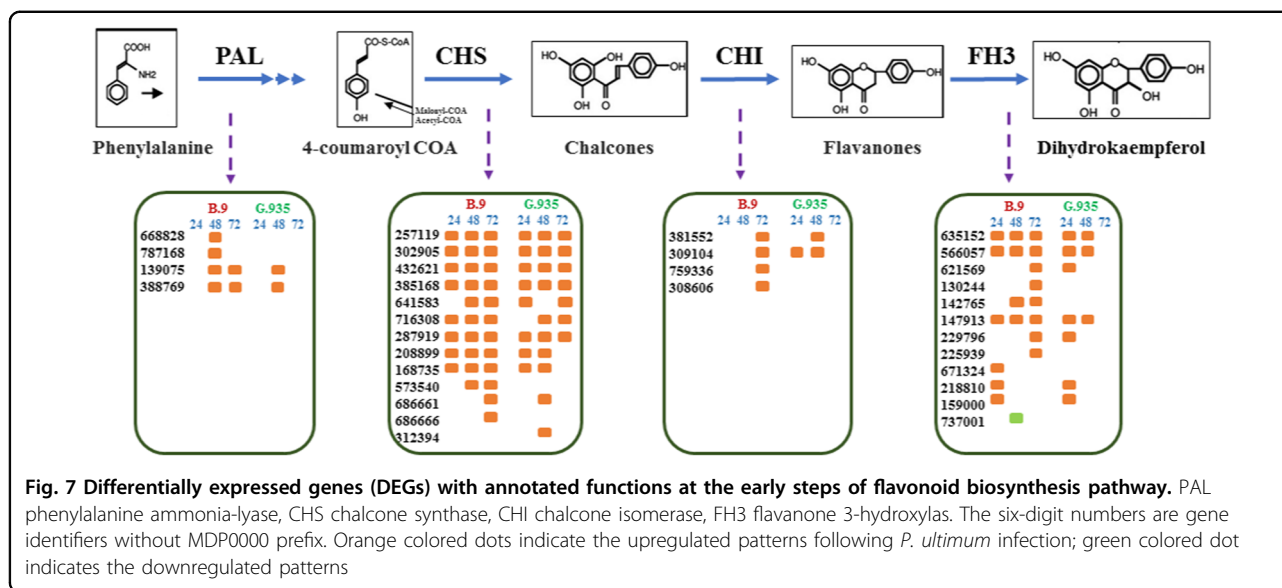 PAL CHS CHI FH3
COOH
NH2
CO-S-CoA
OH
Malonyl-COA
Acetyl-COA
HO OH OH
OH O
HO OH
OH O
HO OH
OH
OH O
Phenylalanine 4-coumaroyl COA Chalcones Flavanones Dihydrokaempferol
B.9 G.935
24 48 72 24 48 72
668828
787168
139075
388769
B.9 G.935
24 48 72 24 48 72
257119
302905
432621
385168
641583
716308
287919
208899
168735
573540
686661
686666
312394
B.9 G.935
24 48 72 24 48 72
381552
309104
759336
308606
B.9 G.935
24 48 72 24 48 72
635152
566057
621569
130244
142765
147913
229796
225939
671324
218810
159000
737001
Fig. 7 Differentially expressed genes (DEGs) with annotated functions at the early steps of flavonoid biosynthesis pathway. PAL
phenylalanine ammonia-lyase, CHS chalcone synthase, CHI chalcone isomerase, FH3 flavanone 3-hydroxylas. The six-digit numbers are gene
identifiers without MDP0000 prefix. Orange colored dots indicate the upregulated patterns following P. ultimum infection; green colored dot
indicates the downregulated patterns